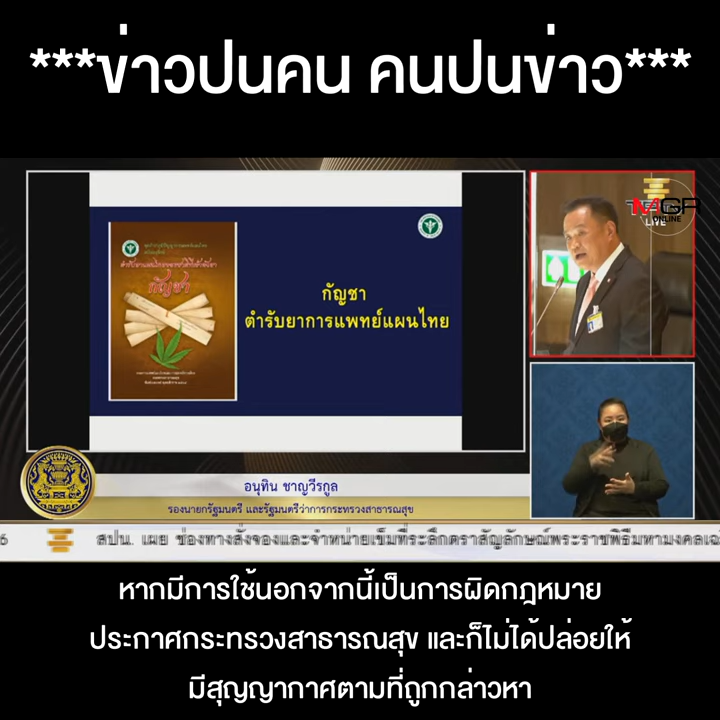 ***ข่าวปนคน คนปนข่าว***
MGR
ONLINE
LIVE
กัญชา
กัญชา
ตำรับยาการแพทย์แผนไทย
อนุทิน ชาญวีรกูล
รองนายกรัฐมนตรี และรัฐมนตรีว่าการกระทรวงสาธารณสุข
6 สปน. เผย ช่องทางสั่งจองและจำหน่ายเข็มที่ระลึกตราสัญลักษณ์พระราชพิธีมหามงคลเฉ
หากมีการใช้นอกจากนี้เป็นการผิดกฎหมาย
ประกาศกระทรวงสาธารณสุข และก็ไม่ได้ปล่อยให้
มีสุญญากาศตามที่ถูกกล่าวหา